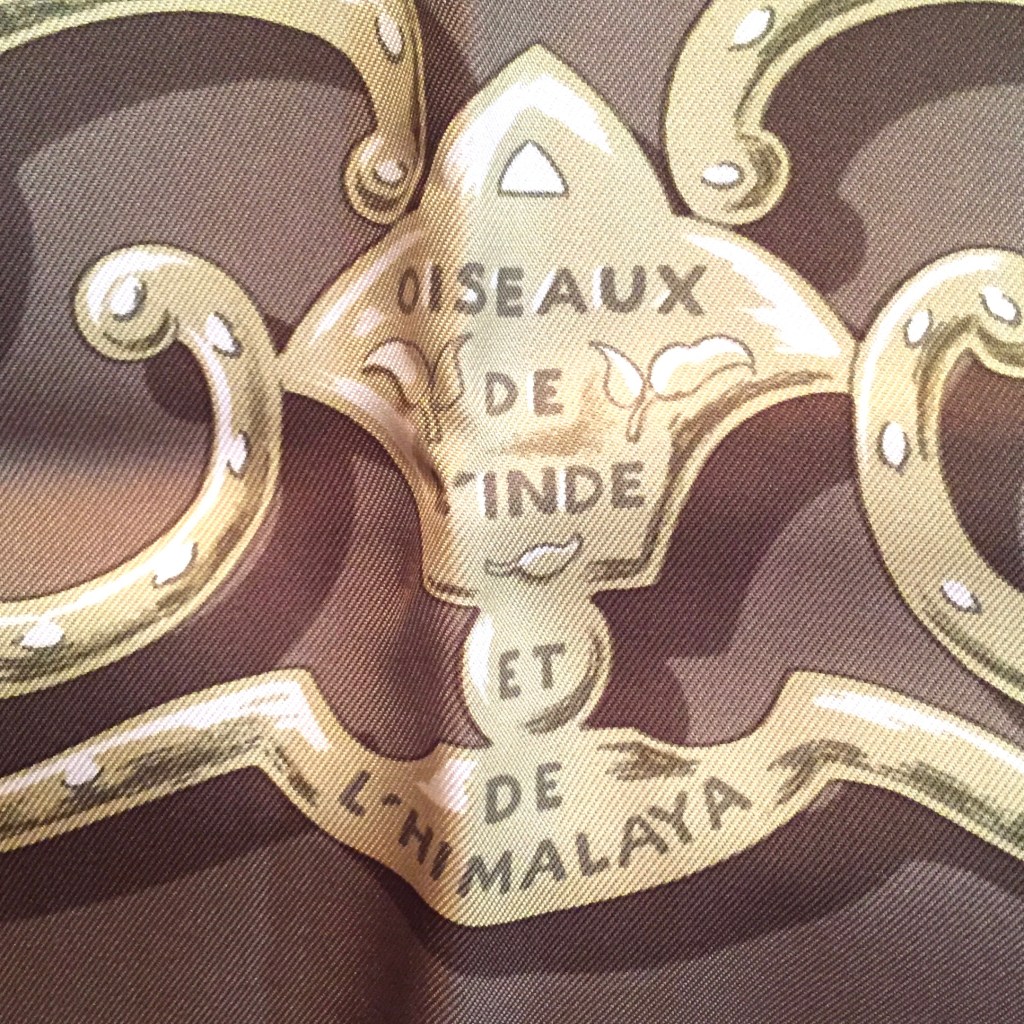 OISEAUX
DE
L'INDE
ET
DE
L'HIMALAYA